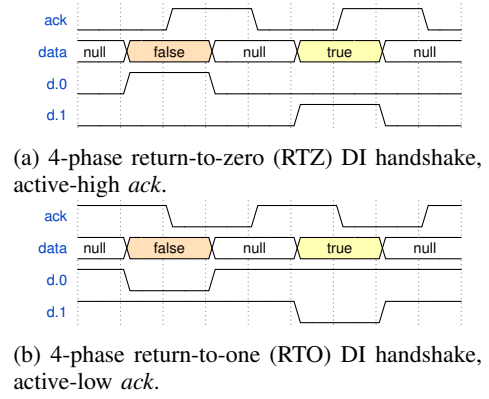 ack
data null false null true null
d.0
d.1
(a) 4-phase return-to-zero (RTZ) DI handshake,
active-high ack.
ack
data null false null true null
d.0
d.1
(b) 4-phase return-to-one (RTO) DI handshake,
active-low ack.